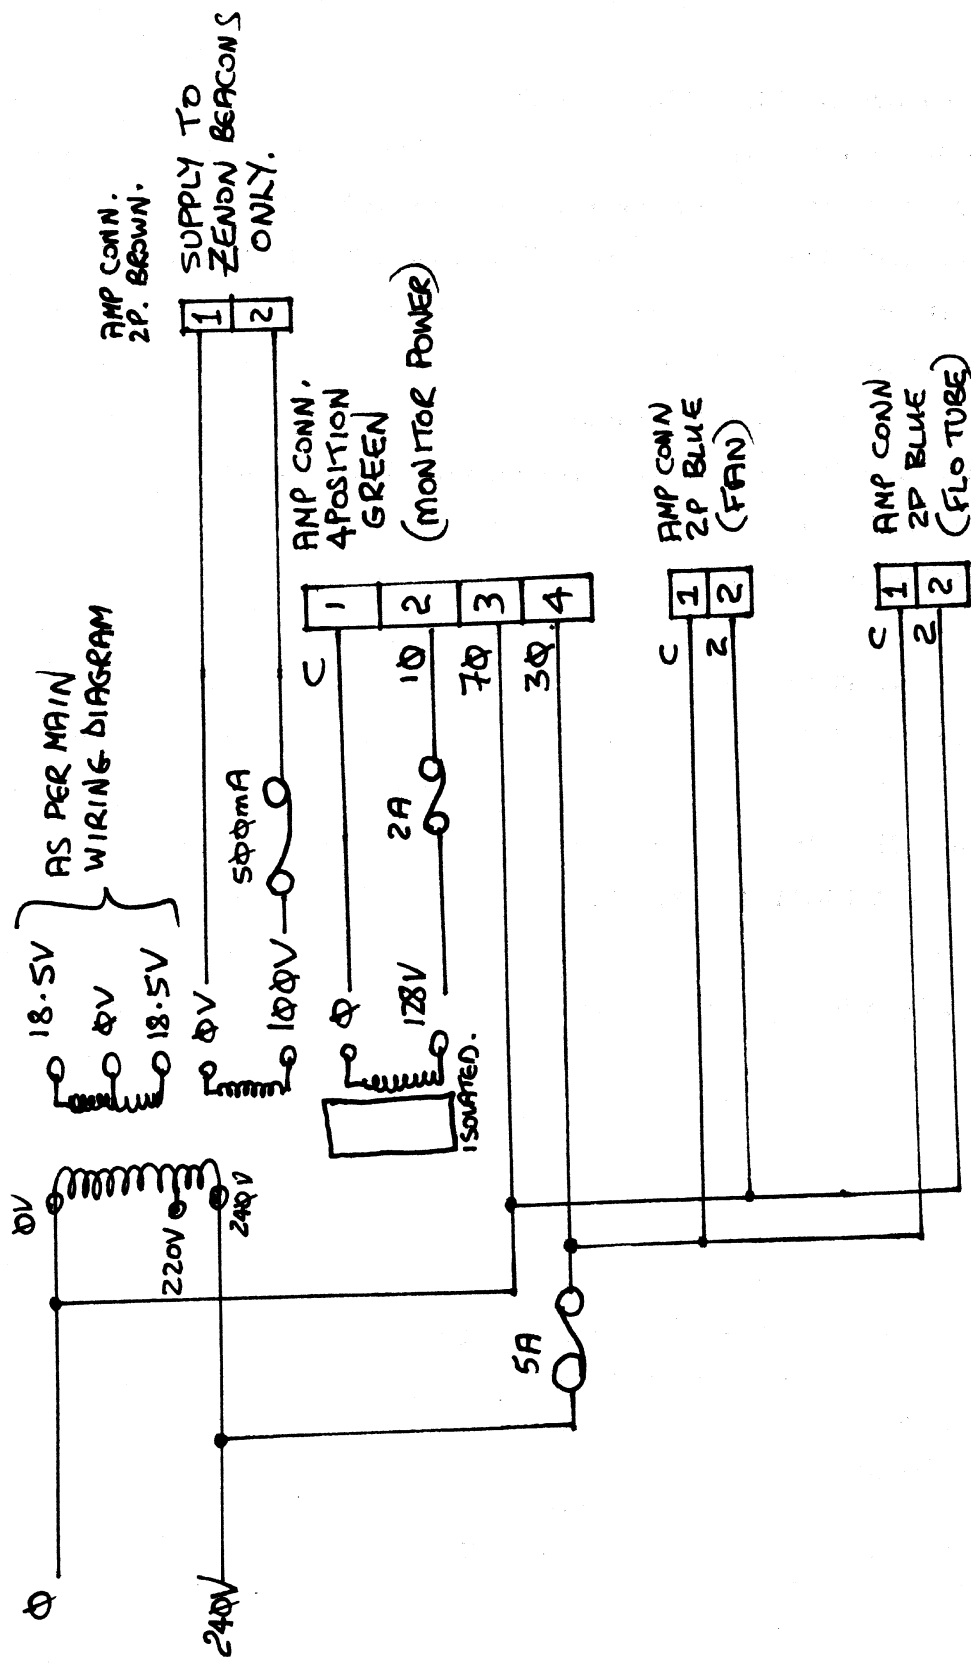 AMP CONN.
2P. BROWN.
SUPPLY TO
ZENON BEACONS
ONLY.
1
2
AS PER MAIN
WIRING DIAGRAM
18.5V
0V
18.5V
0V
100V
500mA
0
128V
2A
ISOLATED.
AMP CONN.
4 POSITION
GREEN
(MONITOR POWER)
1
2
3
4
C
10
70
30
0V
220V
240V
0
240V
5A
AMP CONN
2P BLUE
(FAN)
1
2
C
2
AMP CONN
2P BLUE
(FLO TUBE)
1
2
C
2